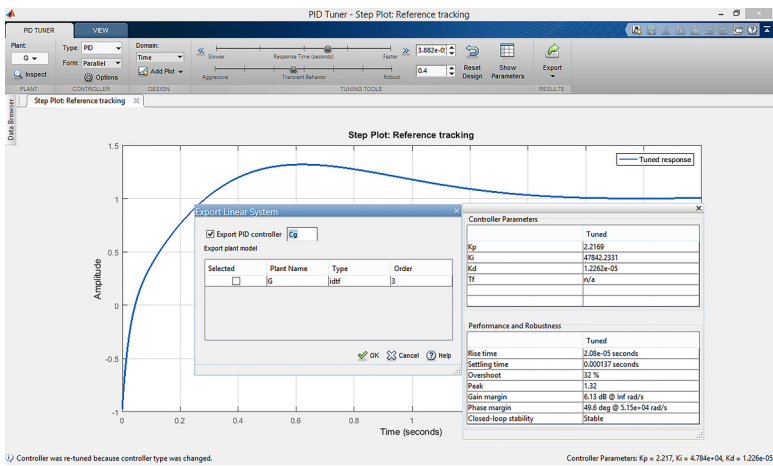 PID Tuner - Step Plot: Reference tracking
PID TUNER VIEW
Plant: Type: PID Domain:
G Form: Parallel Time Slower Response Time (seconds) Faster 3.882e-0
Inspect Options Add Plot Aggressive Transient Behavior Robust 0.4 Reset Design Show Parameters Export
PLANT CONTROLLER DESIGN TUNING TOOLS RESULTS
Data Browser
Step Plot: Reference tracking
Step Plot: Reference tracking
Tuned response
Amplitude
1.5
1
0.5
0
-0.5
-1
0 0.2 0.4 0.6 0.8 1
Time (seconds)
Export Linear System
Export PID controller Cg
Export plant model
Selected Plant Name Type Order
G idtf 3
OK Cancel Help
Controller Parameters
Tuned
Kp 2.2169
Ki 47842.2331
Kd 1.2262e-05
Tf n/a
Performance and Robustness
Tuned
Rise time 2.08e-05 seconds
Settling time 0.000137 seconds
Overshoot 32 %
Peak 1.32
Gain margin 6.13 dB @ Inf rad/s
Phase margin 49.6 deg @ 5.15e+04 rad/s
Closed-loop stability Stable
Controller was re-tuned because controller type was changed.
Controller Parameters: Kp = 2.217, Ki = 4.784e+04, Kd = 1.226e-05